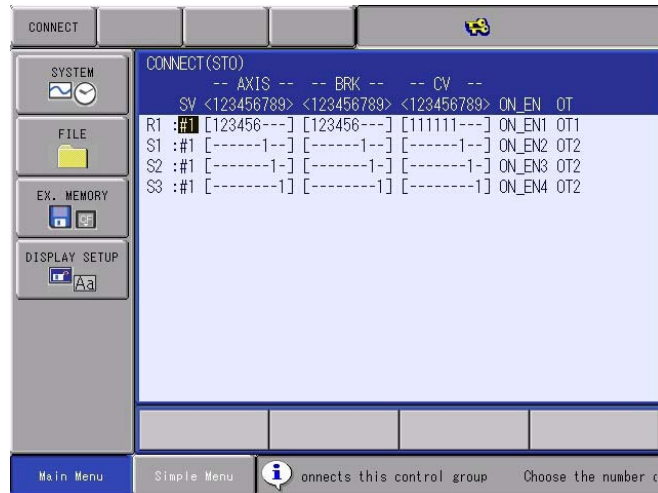 CONNECT
SYSTEM
FILE
EX. MEMORY
CF
DISPLAY SETUP
Aa
CONNECT(STO)
-- AXIS -- -- BRK -- -- CV --
SV <123456789> <123456789> <123456789> ON_EN OT
R1 :#1 [123456---] [123456---] [111111---] ON_EN1 OT1
S1 :#1 [------1--] [------1--] [------1--] ON_EN2 OT2
S2 :#1 [-------1-] [-------1-] [-------1-] ON_EN3 OT2
S3 :#1 [--------1] [--------1] [--------1] ON_EN4 OT2
Main Menu
Simple Menu
onnects this control group Choose the number